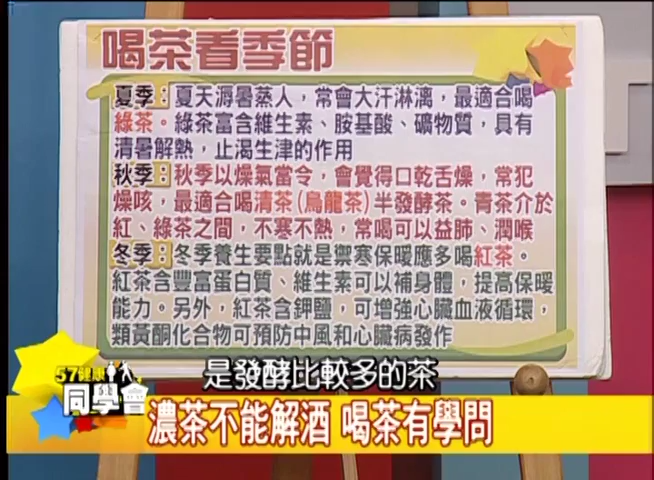 喝茶看季節
夏季：夏天溽暑蒸人，常會大汗淋漓，最適合喝
綠茶。綠茶富含維生素、胺基酸、礦物質，具有
清暑解熱，止渴生津的作用
秋季：秋季以燥氣當令，會覺得口乾舌燥，常犯
燥咳，最適合喝清茶(烏龍茶)半發酵茶。青茶介於
紅、綠茶之間，不寒不熱，常喝可以益肺、潤喉
冬季：冬季養生要點就是禦寒保暖應多喝紅茶。
紅茶含豐富蛋白質、維生素可以補身體，提高保暖
能力。另外，紅茶含鉀鹽，可增強心臟血液循環，
類黃酮化合物可預防中風和心臟病發作
是發酵比較多的茶
57健康
同學會
濃茶不能解酒 喝茶有學問